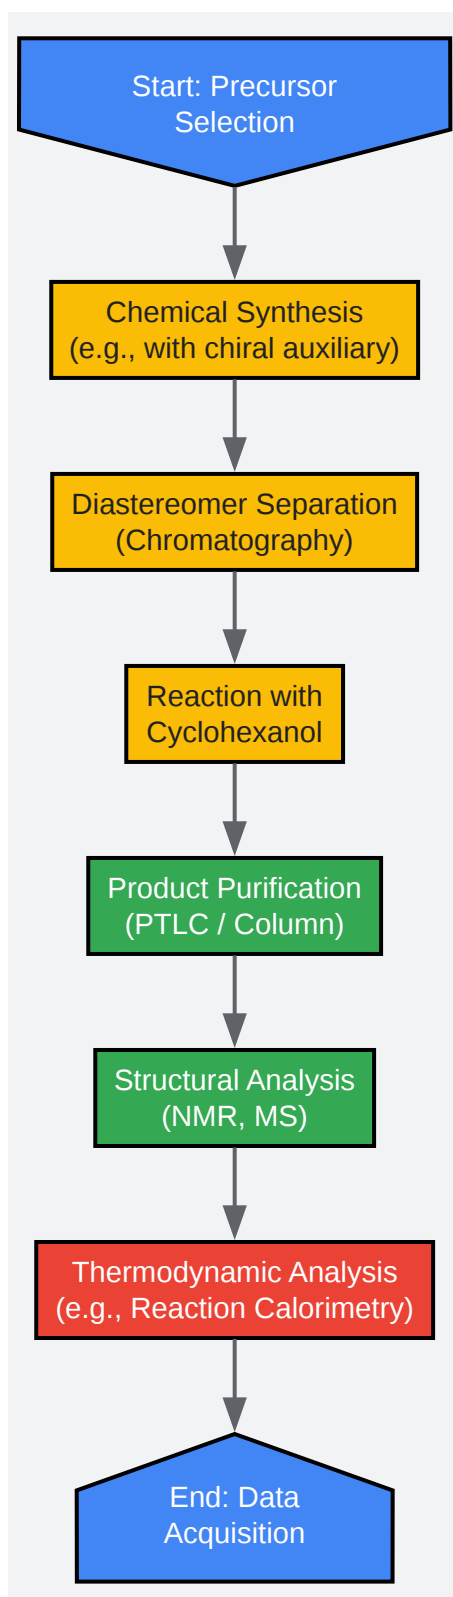 Start: Precursor
Selection
Chemical Synthesis
(e.g., with chiral auxiliary)
Diastereomer Separation
(Chromatography)
Reaction with
Cyclohexanol
Product Purification
(PTLC / Column)
Structural Analysis
(NMR, MS)
Thermodynamic Analysis
(e.g., Reaction Calorimetry)
End: Data
Acquisition